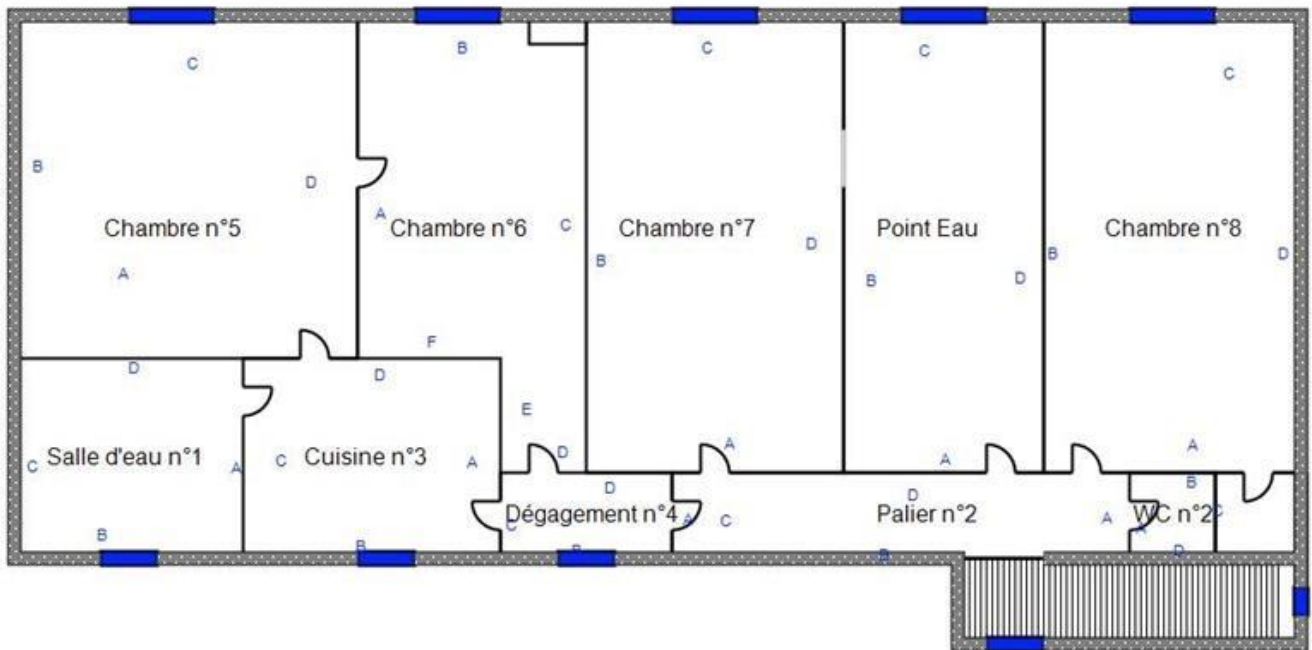 C
B
C
C
C
B
D
A
Chambre n°5
Chambre n°6
C
Chambre n°7
D
Point Eau
Chambre n°8
B
B
D
A
B
D
F
D
D
E
A
A
A
D
Salle d'eau n°1
C
A
C
Cuisine n°3
A
D
D
B
Dégagement n°4
C
A
C
Palier n°2
A
WC n°2
A
C
B
B
B
B
D